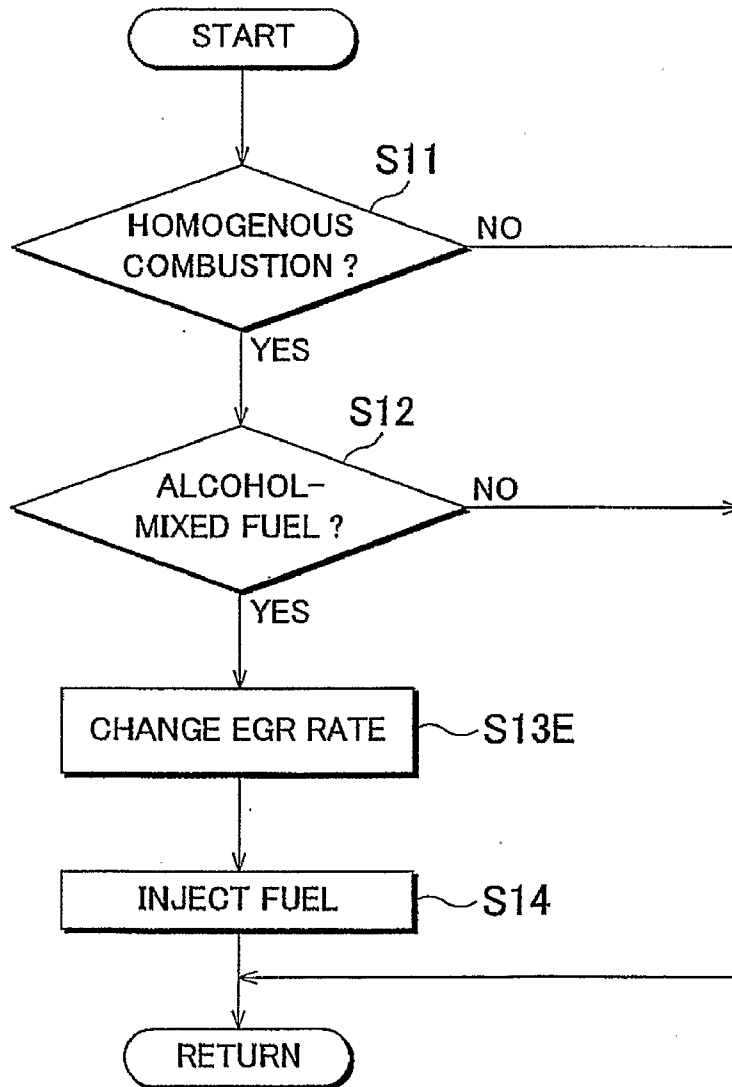 START
S11
HOMOGENOUS
COMBUSTION ?
NO
YES
S12
ALCOHOL-
MIXED FUEL ?
NO
YES
CHANGE EGR RATE
S13E
INJECT FUEL
S14
RETURN